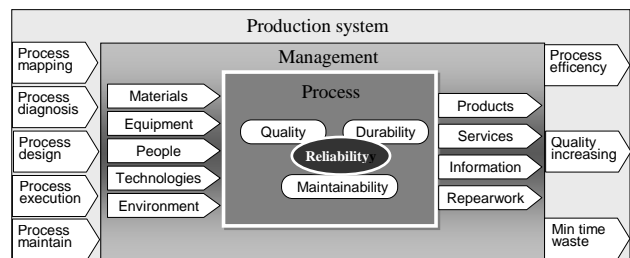 Production system
Management
Process
Process
mapping
Process
diagnosis
Process
design
Process
execution
Process
maintain
Materials
Equipment
People
Technologies
Environment
Quality
Durability
Reliability
Maintainability
Products
Services
Information
Repearwork
Process
efficency
Quality
increasing
Min time
waste